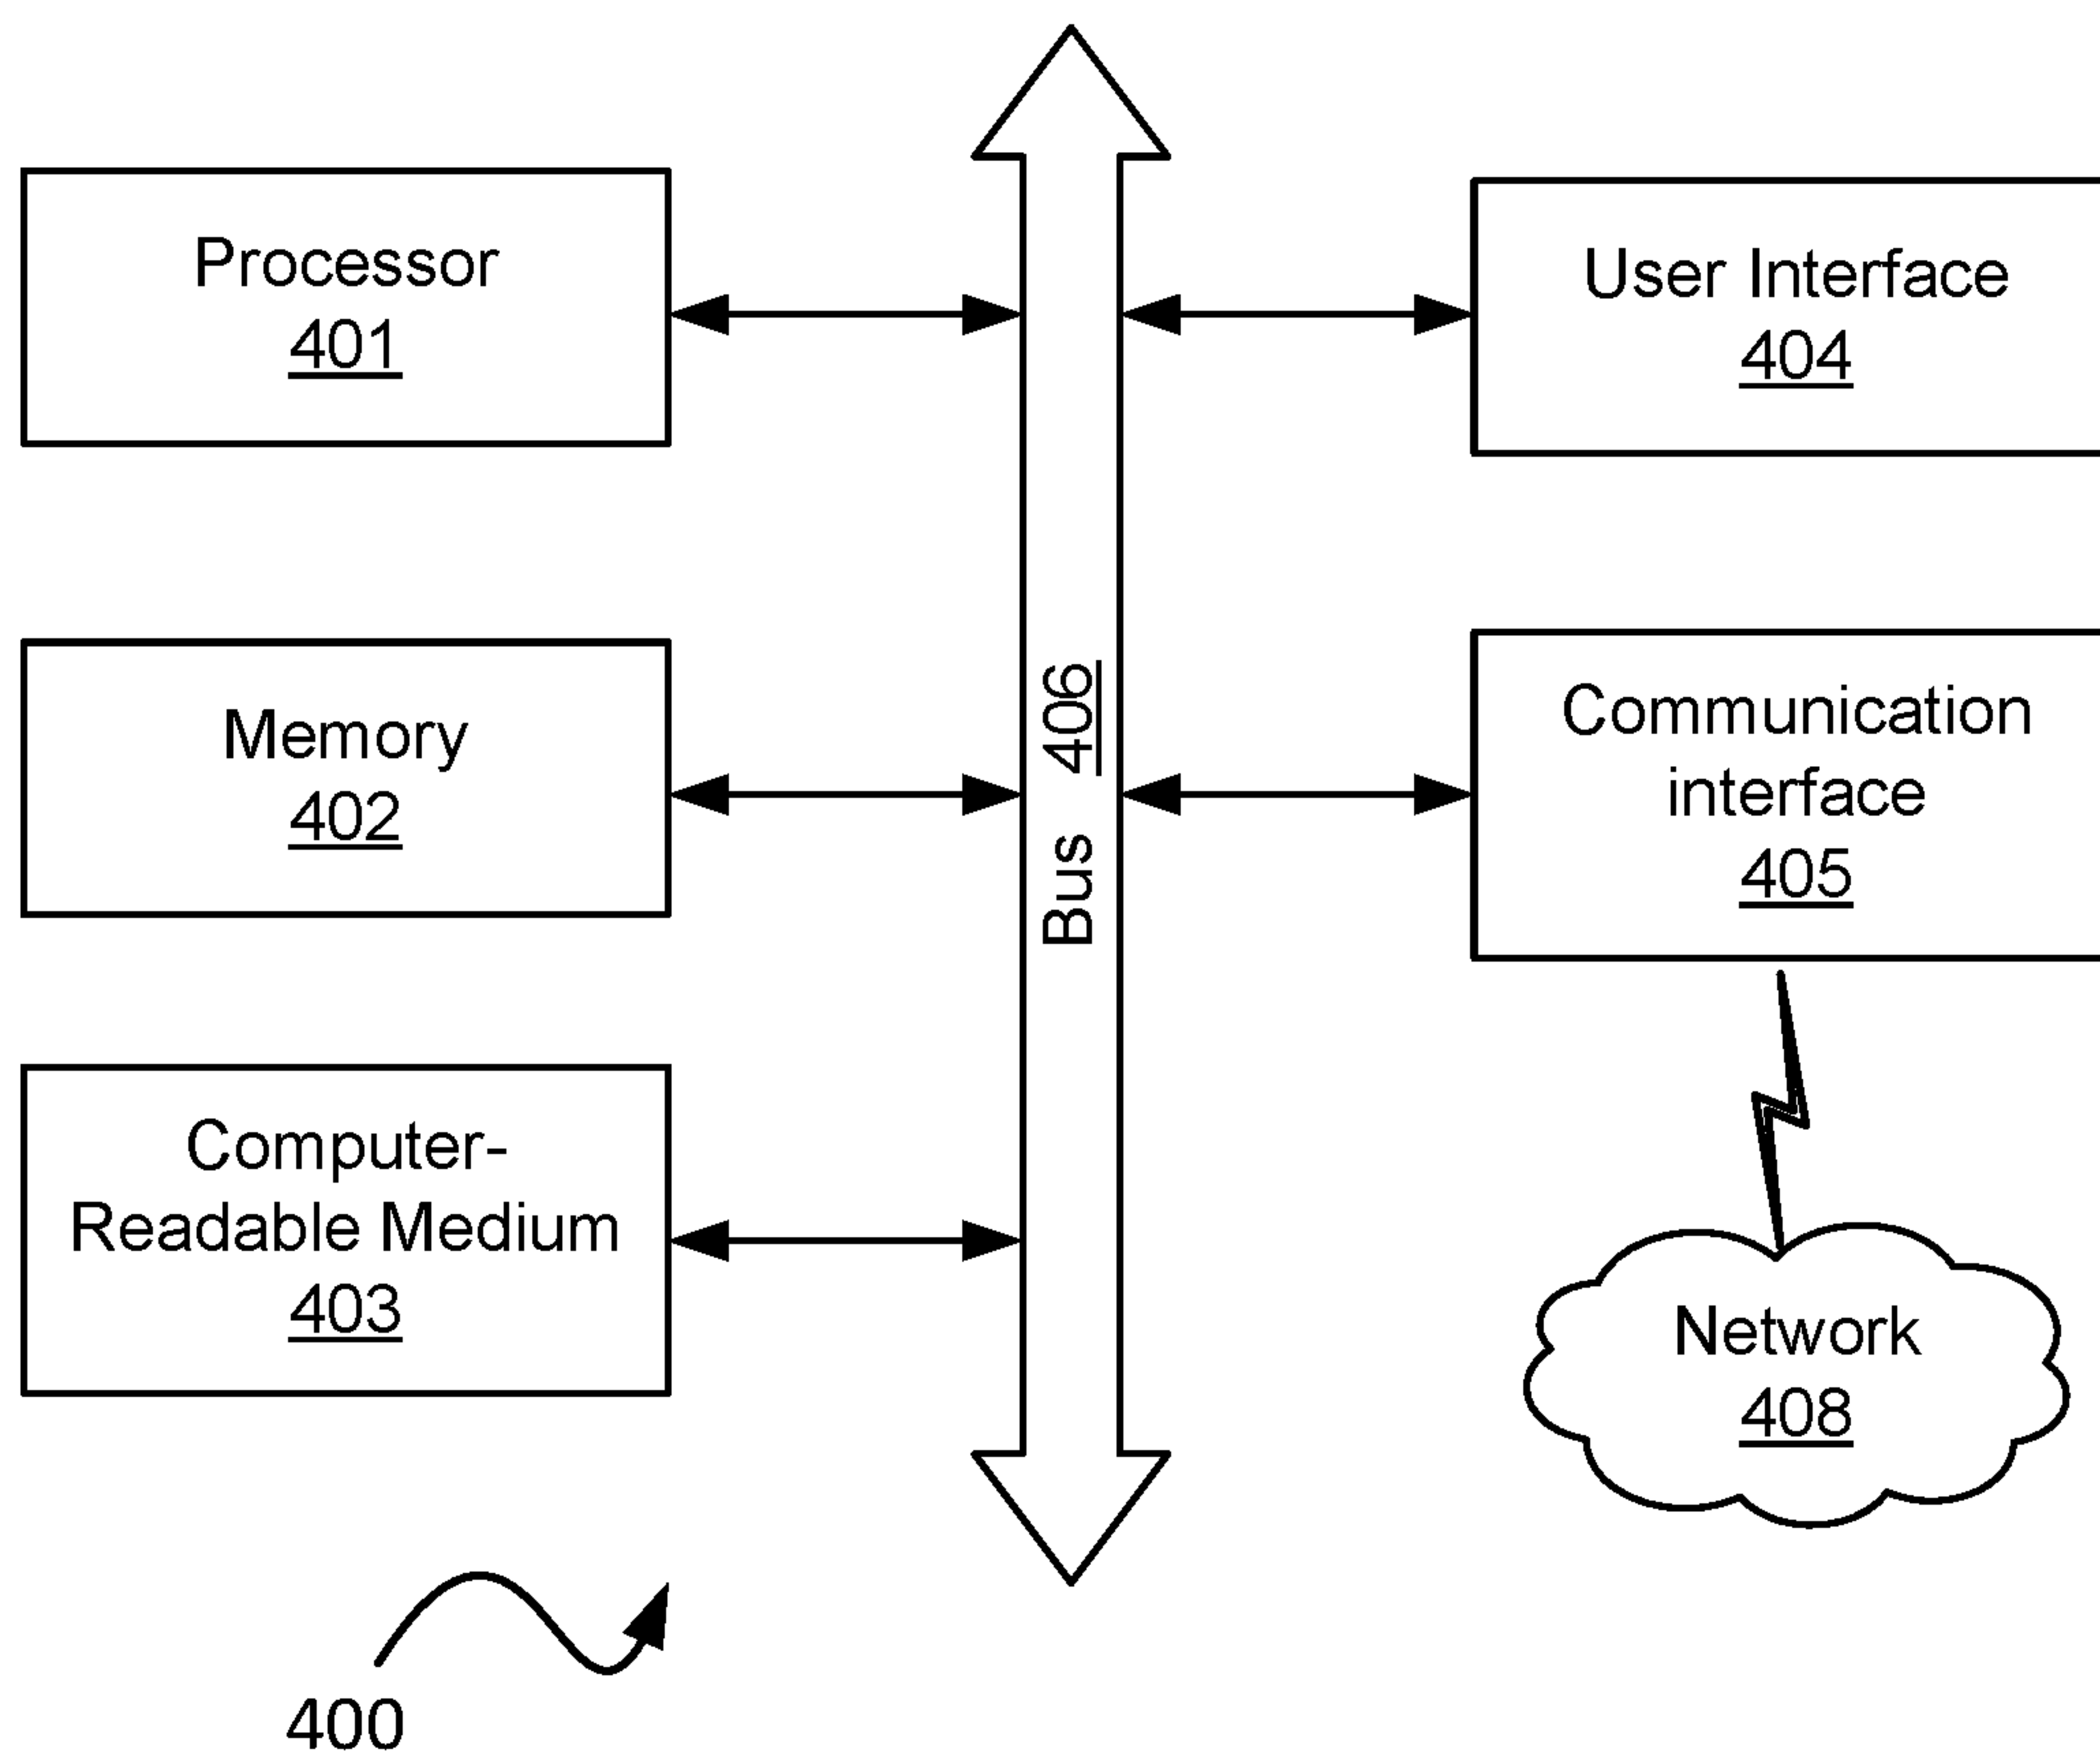 Processor
401
Memory
402
Computer-
Readable Medium
403
Bus 406
User Interface
404
Communication
interface
405
Network
408
400